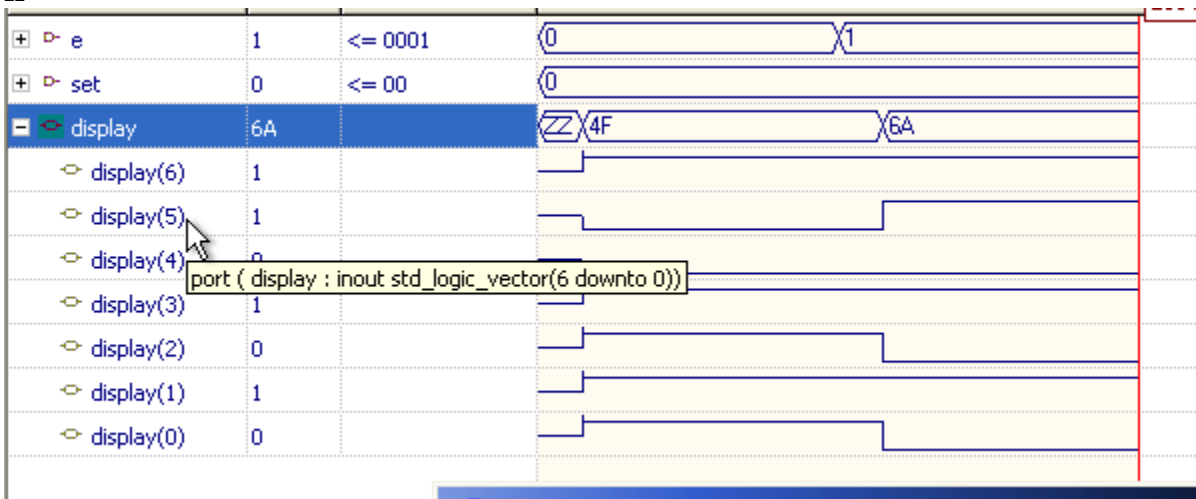 e 1 <= 0001 0 1
set 0 <= 00 0
display 6A ZZ 4F 6A
display(6) 1
display(5) 1
display(4)
port ( display : inout std_logic_vector(6 downto 0))
display(3) 1
display(2) 0
display(1) 1
display(0) 0